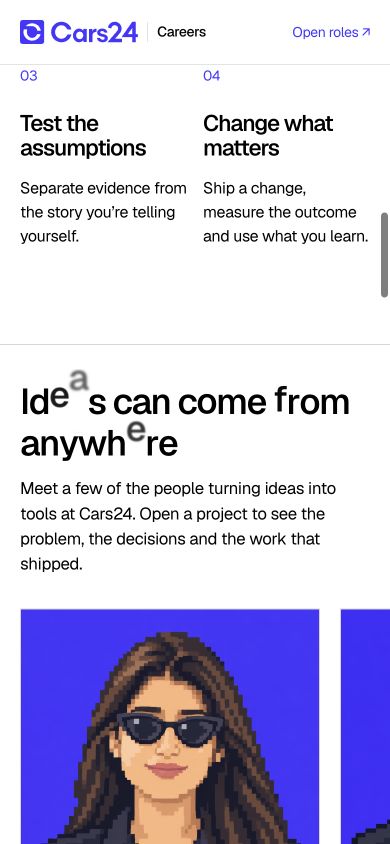 Cars24 Careers Open roles ↗
03
Test the
assumptions
Separate evidence from
the story you’re telling
yourself.
04
Change what
matters
Ship a change,
measure the outcome
and use what you learn.
Ideas can come from
anywhere
Meet a few of the people turning ideas into
tools at Cars24. Open a project to see the
problem, the decisions and the work that
shipped.